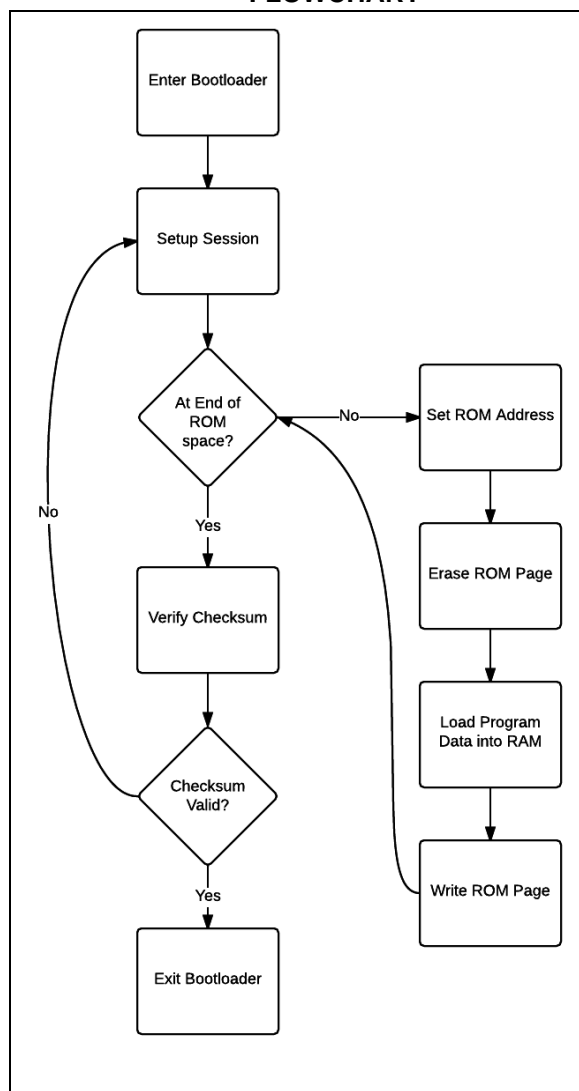 FLOWCHART
Enter Bootloader
Setup Session
At End of
ROM
space?
No
Set ROM Address
Erase ROM Page
Load Program
Data into RAM
Write ROM Page
Yes
Verify Checksum
Checksum
Valid?
No
Yes
Exit Bootloader